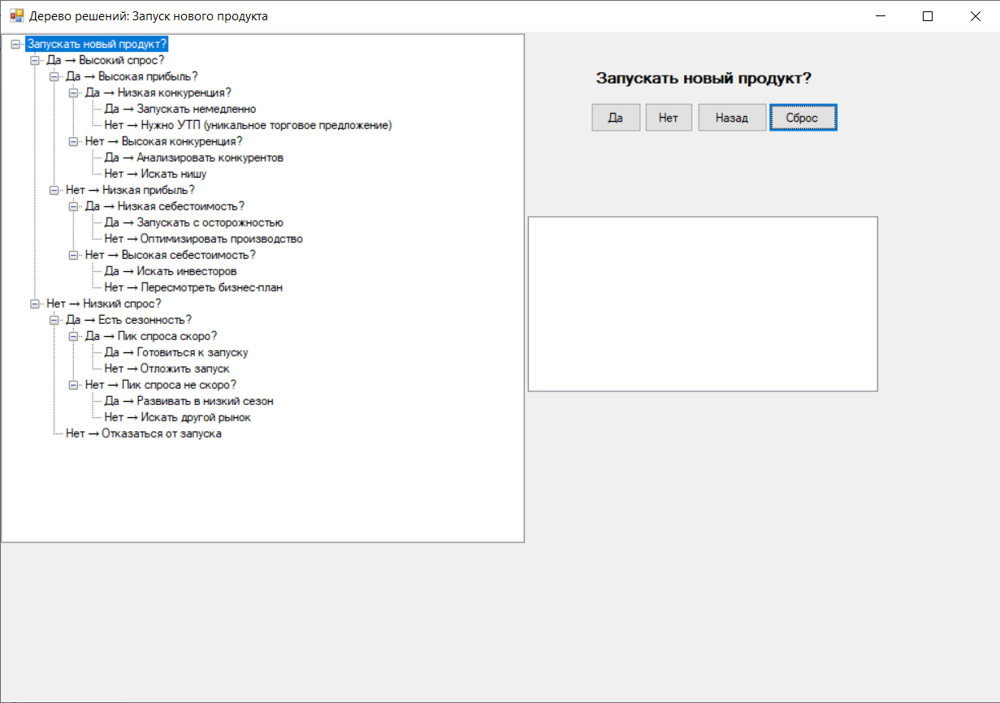 Дерево решений: Запуск нового продукта
Запускать новый продукт?
Да → Высокий спрос?
Да → Высокая прибыль?
Да → Низкая конкуренция?
Да → Запускать немедленно
Нет → Нужно УТП (уникальное торговое предложение)
Нет → Высокая конкуренция?
Да → Анализировать конкурентов
Нет → Искать нишу
Нет → Низкая прибыль?
Да → Низкая себестоимость?
Да → Запускать с осторожностью
Нет → Оптимизировать производство
Нет → Высокая себестоимость?
Да → Искать инвесторов
Нет → Пересмотреть бизнес-план
Нет → Низкий спрос?
Да → Есть сезонность?
Да → Пик спроса скоро?
Да → Готовиться к запуску
Нет → Отложить запуск
Нет → Пик спроса не скоро?
Да → Развивать в низкий сезон
Нет → Искать другой рынок
Нет → Отказаться от запуска
Запускать новый продукт?
Да Нет Назад Сброс